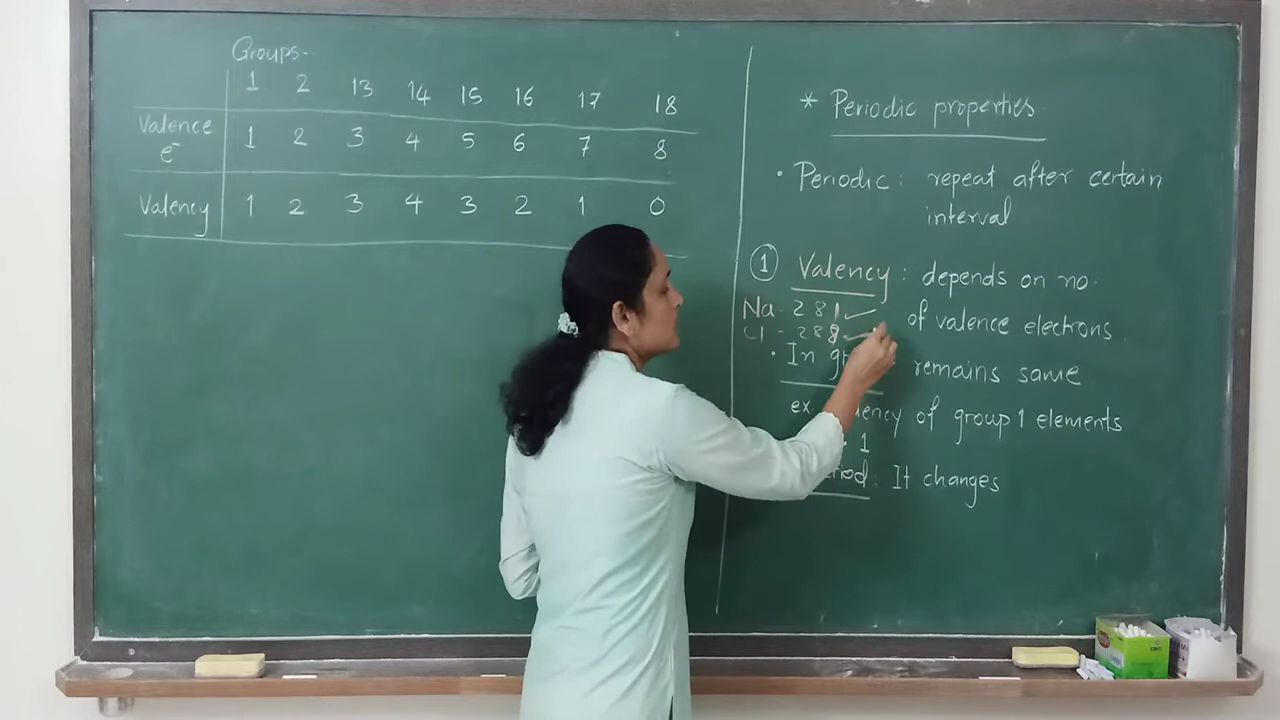 Groups-
1 2 13 14 15 16 17 18
Valence e⁻ 1 2 3 4 5 6 7 8
Valency 1 2 3 4 3 2 1 0
* Periodic properties
• Periodic: repeat after certain
interval
① Valency: depends on no.
of valence electrons.
Na - 2 8 1 ✓
Cl - 2 8 8
• In remains same
ex. of group 1 elements
1
It changes